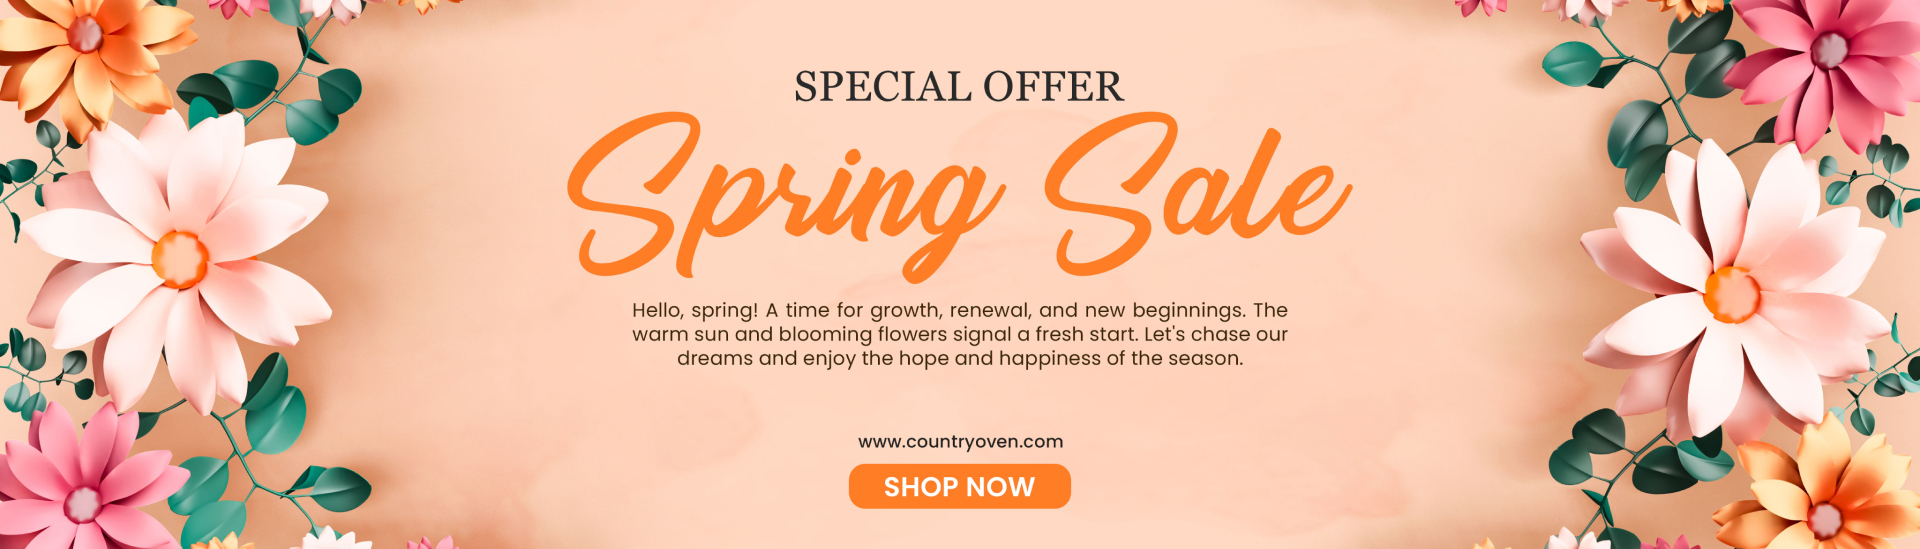 SPECIAL OFFER
Spring Sale
Hello, spring! A time for growth, renewal, and new beginnings. The
warm sun and blooming flowers signal a fresh start. Let's chase our
dreams and enjoy the hope and happiness of the season.
www.countryoven.com
SHOP NOW